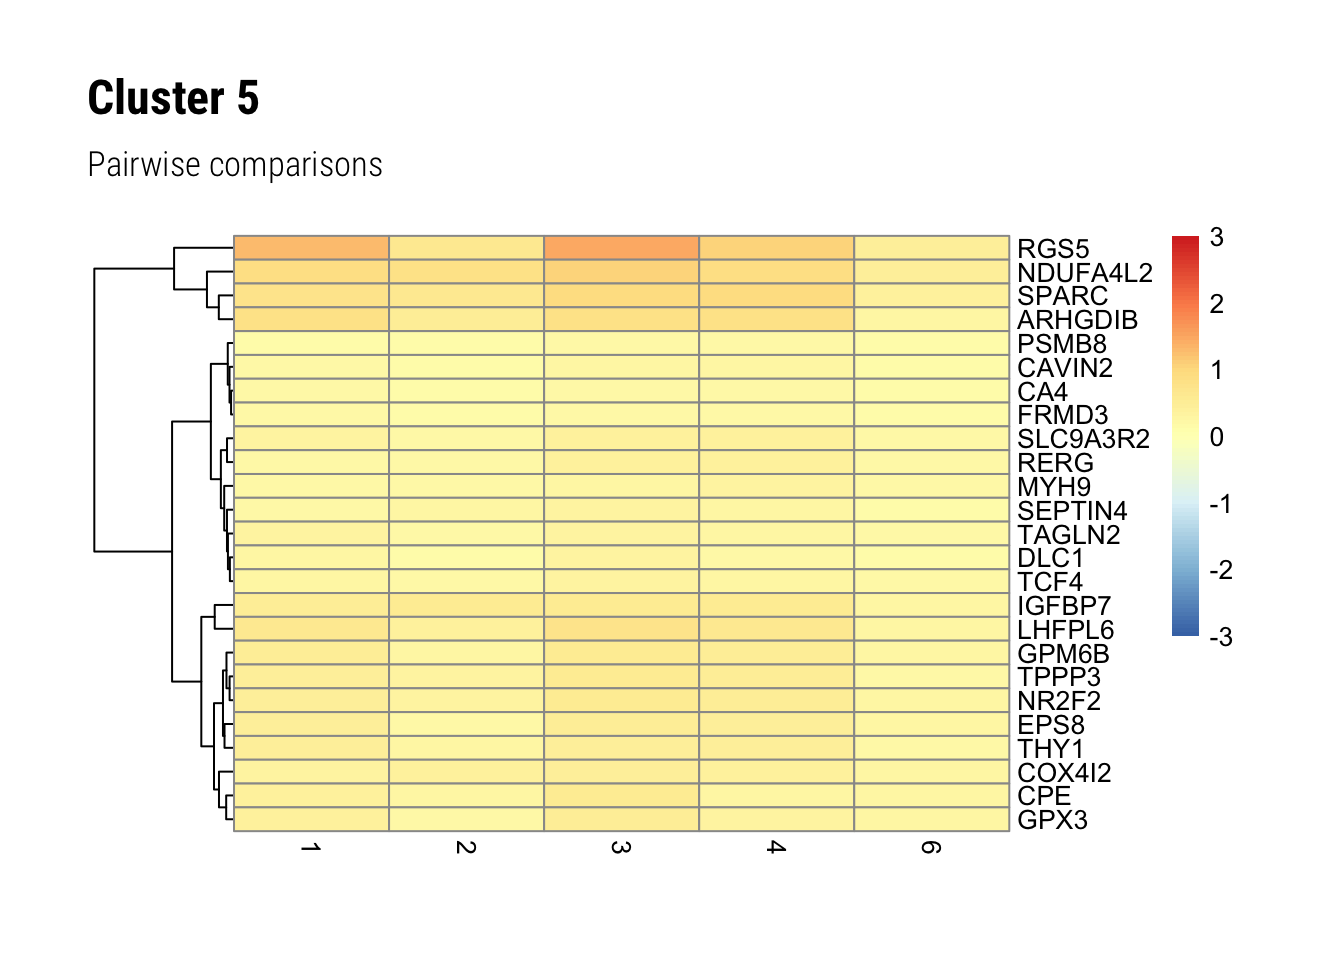 Cluster 5
Pairwise comparisons
RGS5
NDUFA4L2
SPARC
ARHGDIB
PSMB8
CAVIN2
CA4
FRMD3
SLC9A3R2
RERG
MYH9
SEPTIN4
TAGLN2
DLC1
TCF4
IGFBP7
LHFPL6
GPM6B
TPPP3
NR2F2
EPS8
THY1
COX4I2
CPE
GPX3
3
2
1
0
-1
-2
-3
1
2
3
4
6